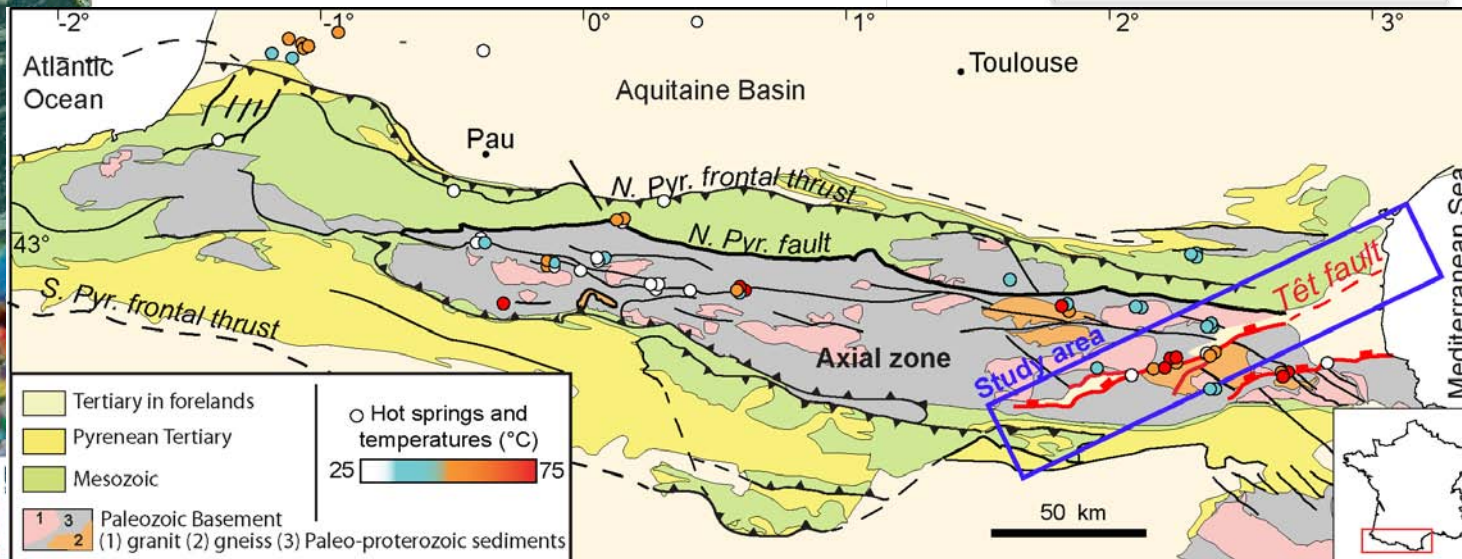 -2°
-1°
0°
1°
2°
3°
Atlantic
Ocean
Toulouse
Aquitaine Basin
Pau
N. Pyr. frontal thrust
43°
N. Pyr. fault
Têt fault
Mediterranean Sea
S. Pyr. frontal thrust
Axial zone
Study area
Tertiary in forelands
Pyrenean Tertiary
Mesozoic
1 3
2
Paleozoic Basement
(1) granit (2) gneiss (3) Paleo-proterozoic sediments
Hot springs and
temperatures (°C)
25 75
50 km